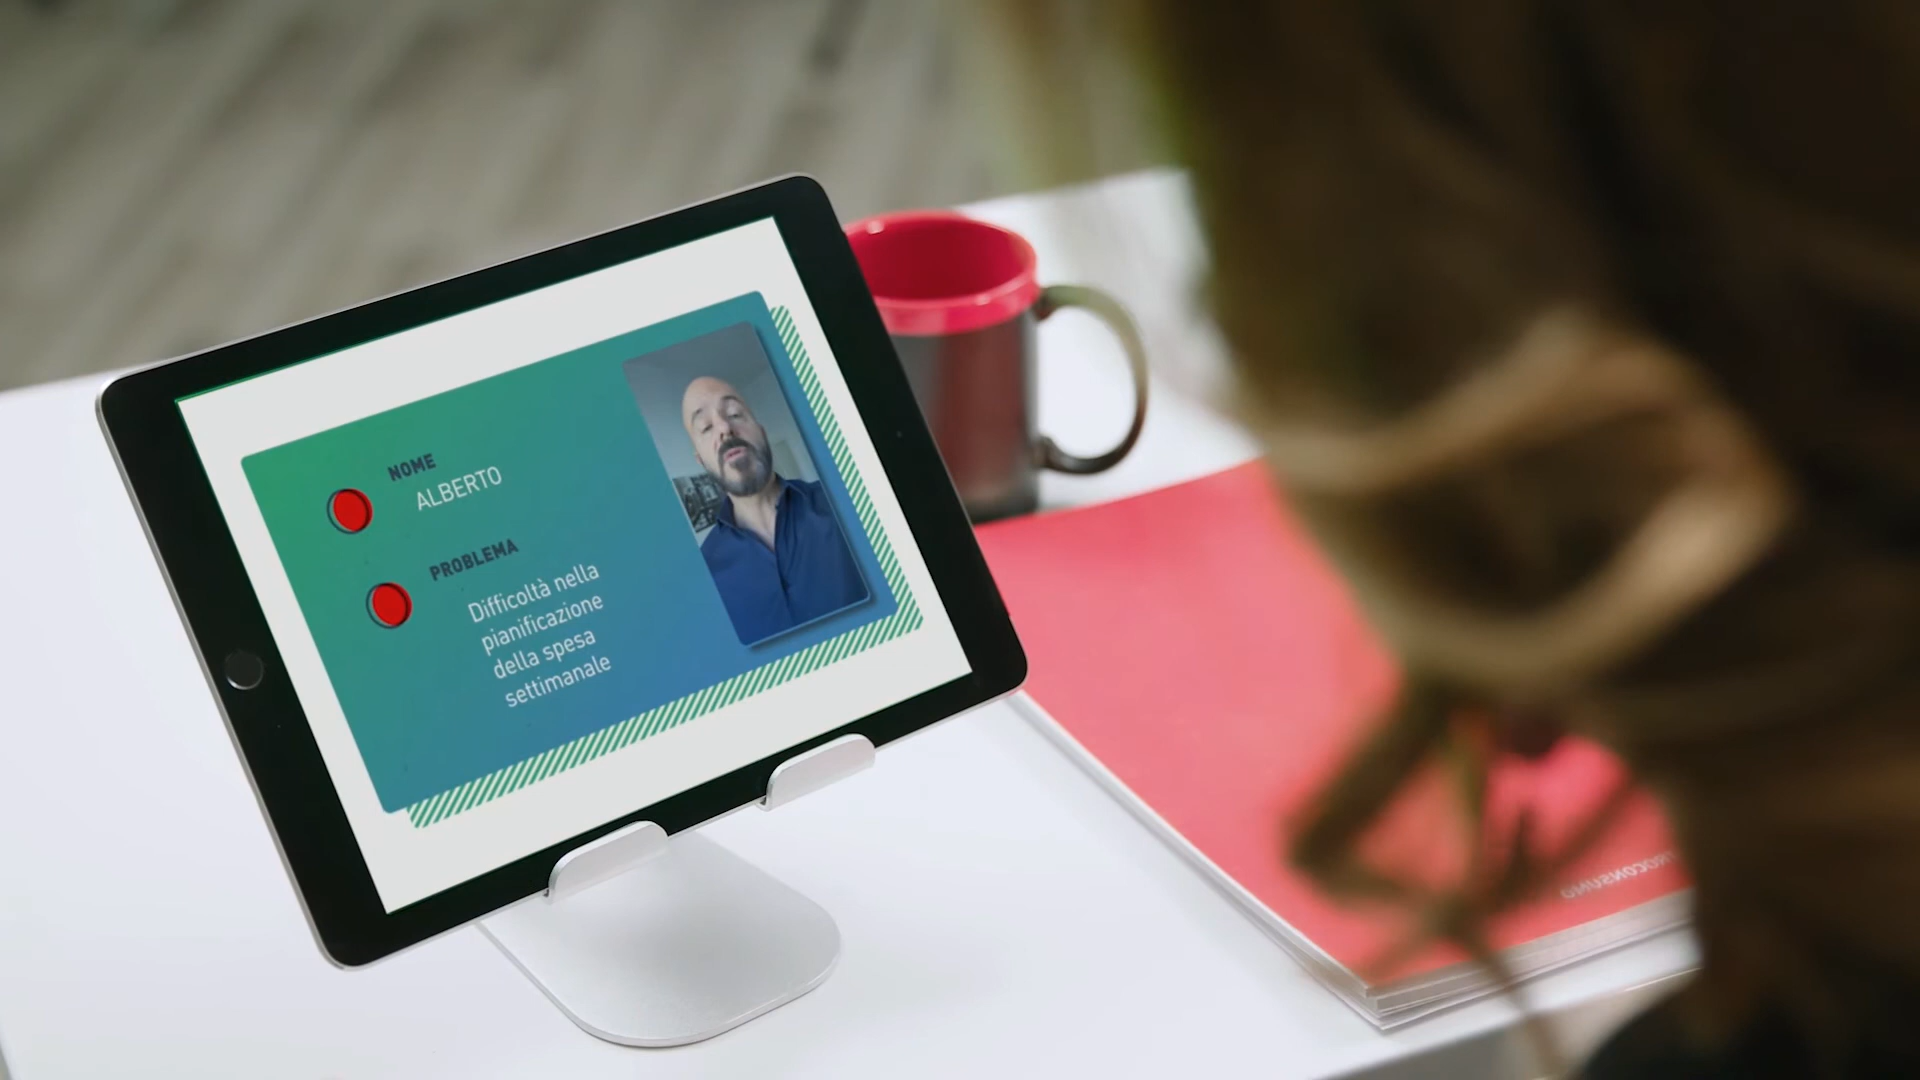 NOME
ALBERTO
PROBLEMA
Difficoltà nella
pianificazione
della spesa
settimanale